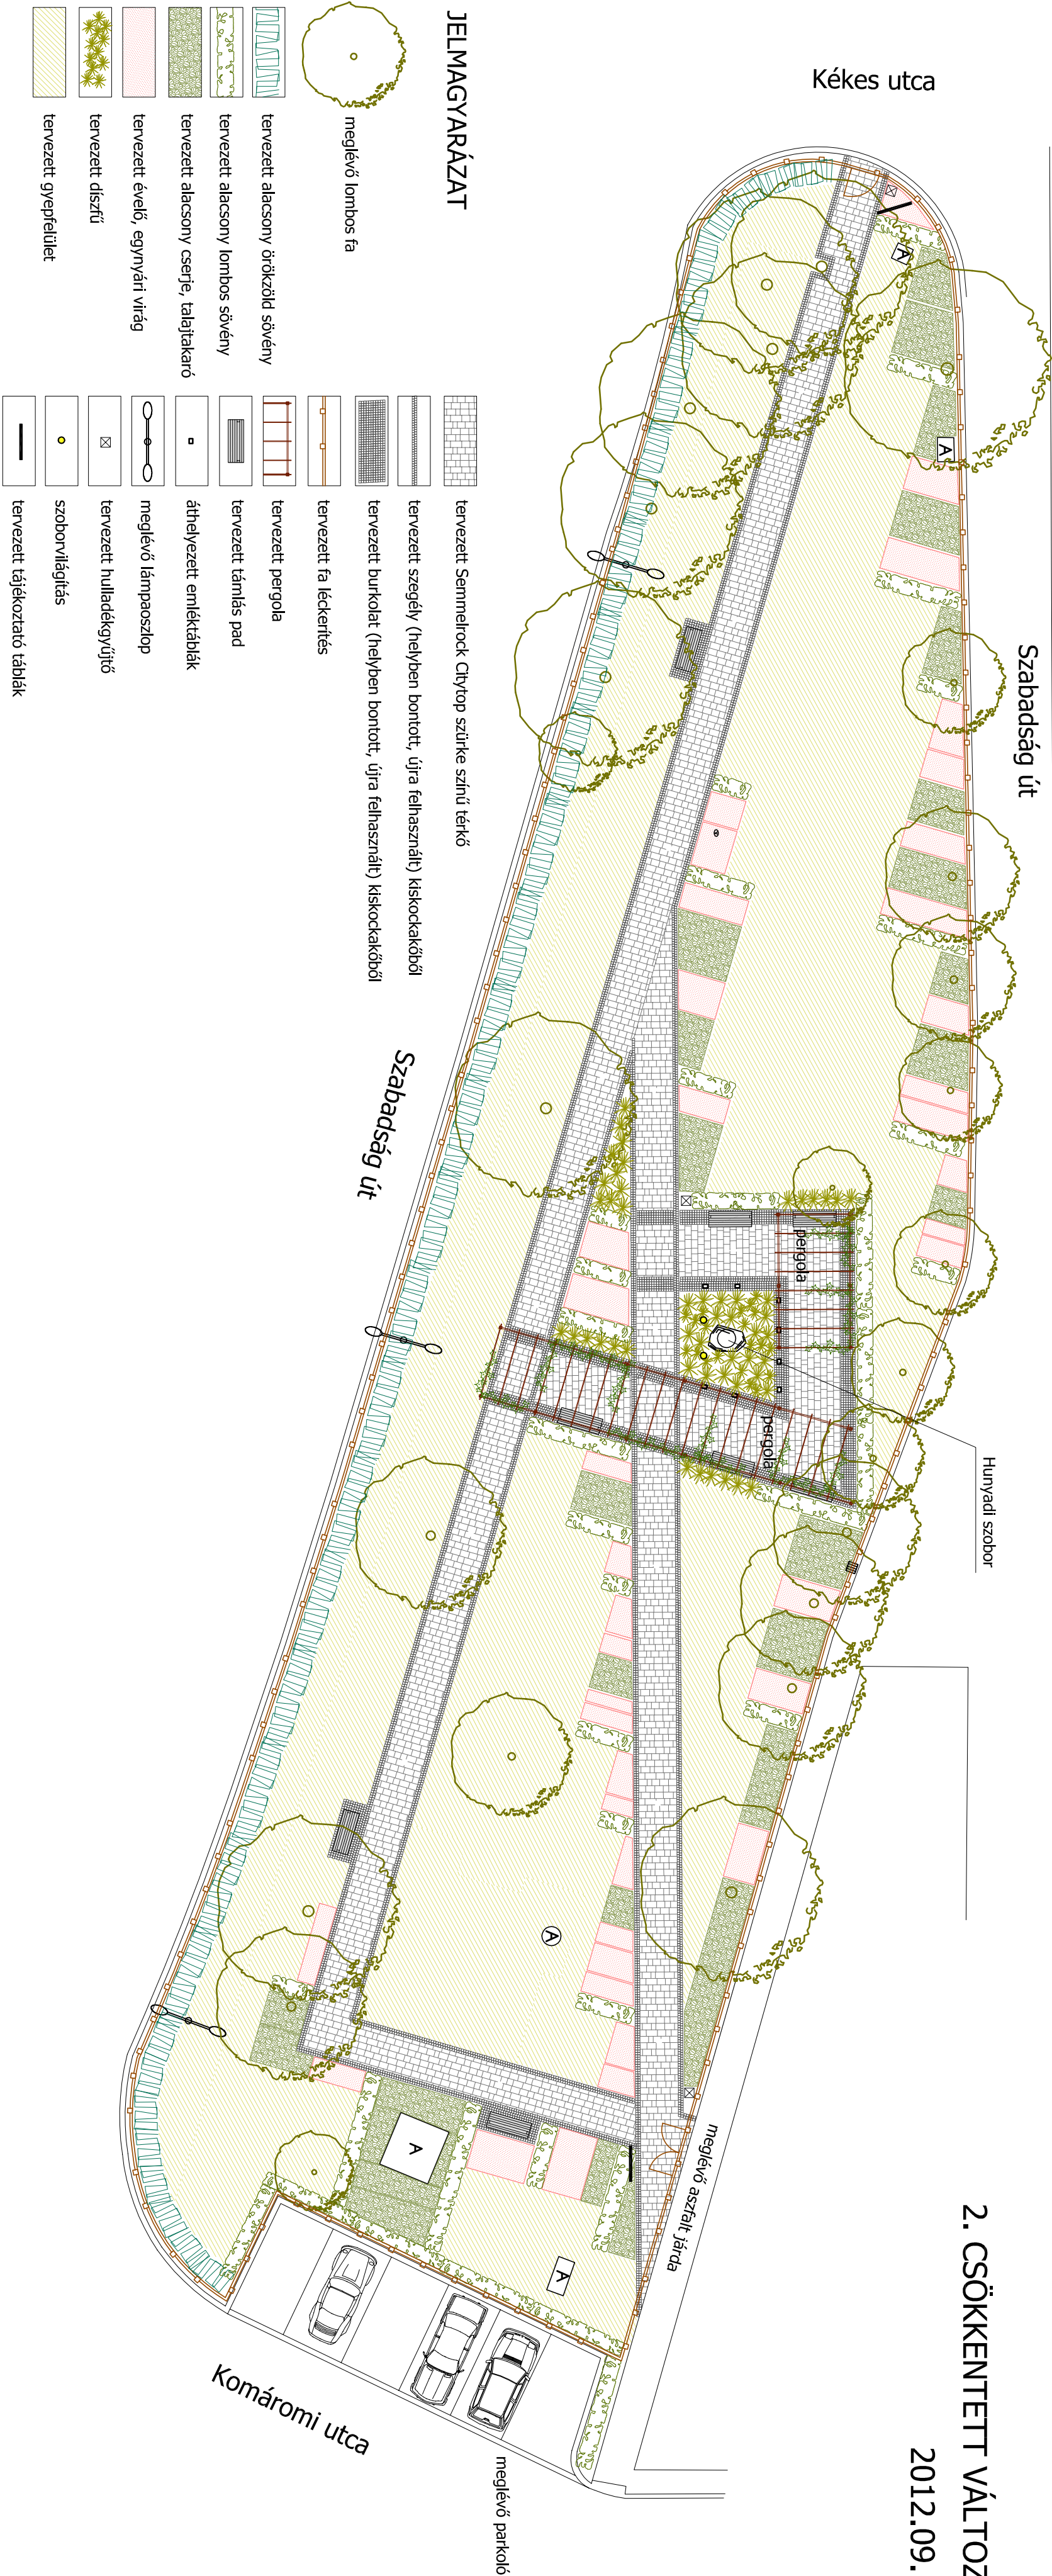 JELMAGYARÁZAT
meglévő lombos fa
tervezett alacsony örökzöld sövény
tervezett alacsony lombos sövény
tervezett alacsony cserje, talajtakaró
tervezett évelő, egynyári virág
tervezett díszfű
tervezett gyepfelület
tervezett Semmelrock Citytop szürke színű térkő
tervezett szegély (helyben bontott, újra felhasznált) kiskockakőből
tervezett burkolat (helyben bontott, újra felhasznált) kiskockakőből
tervezett fa léckerítés
tervezett pergola
tervezett támlás pad
áthelyezett emléktáblák
meglévő lámpaoszlop
tervezett hulladékgyűjtő
szoborvilágítás
tervezett tájékoztató táblák
Kékes utca
Szabadság út
Szabadság út
A
A
pergola
pergola
Hunyadi szobor
A
A
A
meglévő aszfalt járda
Komáromi utca
meglévő parkoló
2. CSÖKKENTETT VÁLTOZ
2012.09.